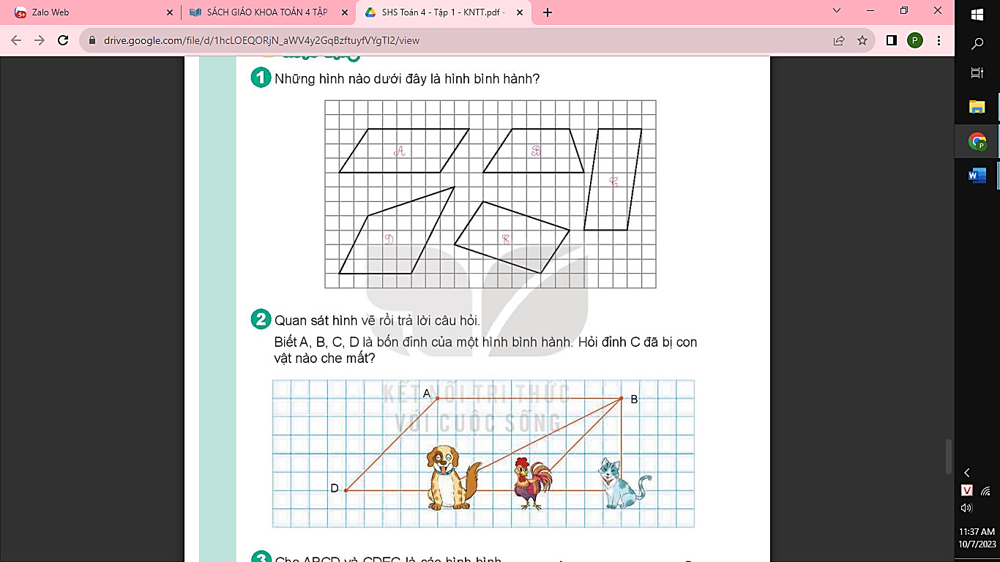 Zalo Web
SÁCH GIÁO KHOA TOÁN 4 TẬP
SHS Toán 4 - Tập 1 - KNTT.pdf -
drive.google.com/file/d/1hcLOEQORjN_aWV4y2GqBzftuyfVYgTl2/view
P
1 Những hình nào dưới đây là hình bình hành?
A
B
C
D
E
2 Quan sát hình vẽ rồi trả lời câu hỏi.
Biết A, B, C, D là bốn đỉnh của một hình bình hành. Hỏi đỉnh C đã bị con
vật nào che mất?
KẾT NỐI TRI THỨC
VỚI CUỘC SỐNG
A
B
D
3 Cho ABCD và CDEG là các hình bình
11:37 AM
10/7/2023